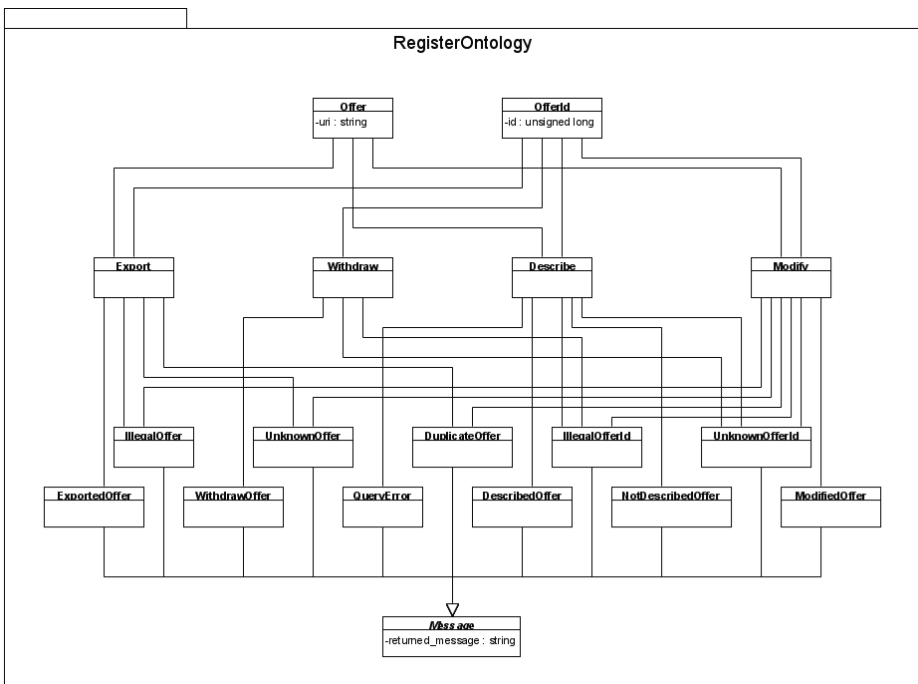 RegisterOntology
Offer
-uri : string
OfferId
-id : unsigned long
Export
Withdraw
Describe
Modify
IllegalOffer
UnknownOffer
DuplicateOffer
IllegalOfferId
UnknownOfferId
ExportedOffer
WithdrawOffer
QueryError
DescribedOffer
NotDescribedOffer
ModifiedOffer
Message
-returned_message : string